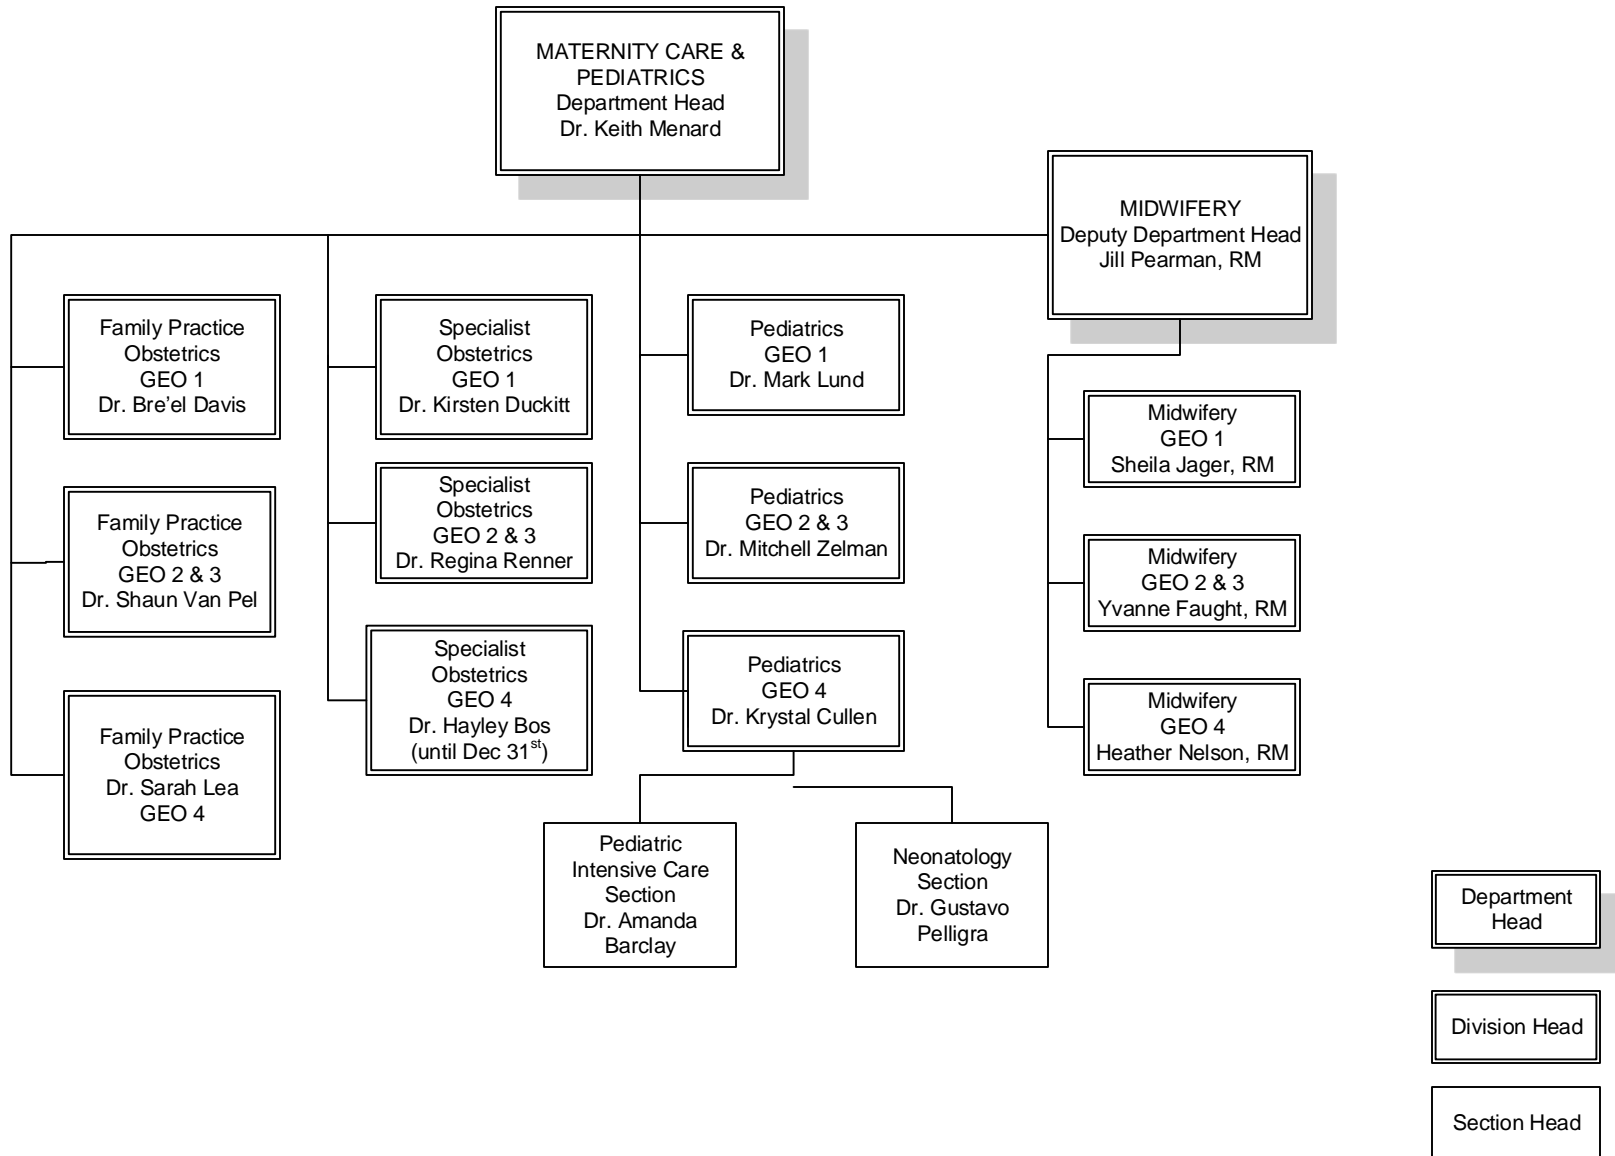 MATERNITY CARE &
PEDIATRICS
Department Head
Dr. Keith Menard
MIDWIFERY
Deputy Department Head
Jill Pearman, RM
Family Practice
Obstetrics
GEO 1
Dr. Bre’el Davis
Specialist
Obstetrics
GEO 1
Dr. Kirsten Duckitt
Pediatrics
GEO 1
Dr. Mark Lund
Midwifery
GEO 1
Sheila Jager, RM
Family Practice
Obstetrics
GEO 2 & 3
Dr. Shaun Van Pel
Specialist
Obstetrics
GEO 2 & 3
Dr. Regina Renner
Pediatrics
GEO 2 & 3
Dr. Mitchell Zelman
Midwifery
GEO 2 & 3
Yvanne Faught, RM
Family Practice
Obstetrics
Dr. Sarah Lea
GEO 4
Specialist
Obstetrics
GEO 4
Dr. Hayley Bos
(until Dec 31st)
Pediatrics
GEO 4
Dr. Krystal Cullen
Midwifery
GEO 4
Heather Nelson, RM
Pediatric
Intensive Care
Section
Dr. Amanda
Barclay
Neonatology
Section
Dr. Gustavo
Pelligra
Department
Head
Division Head
Section Head